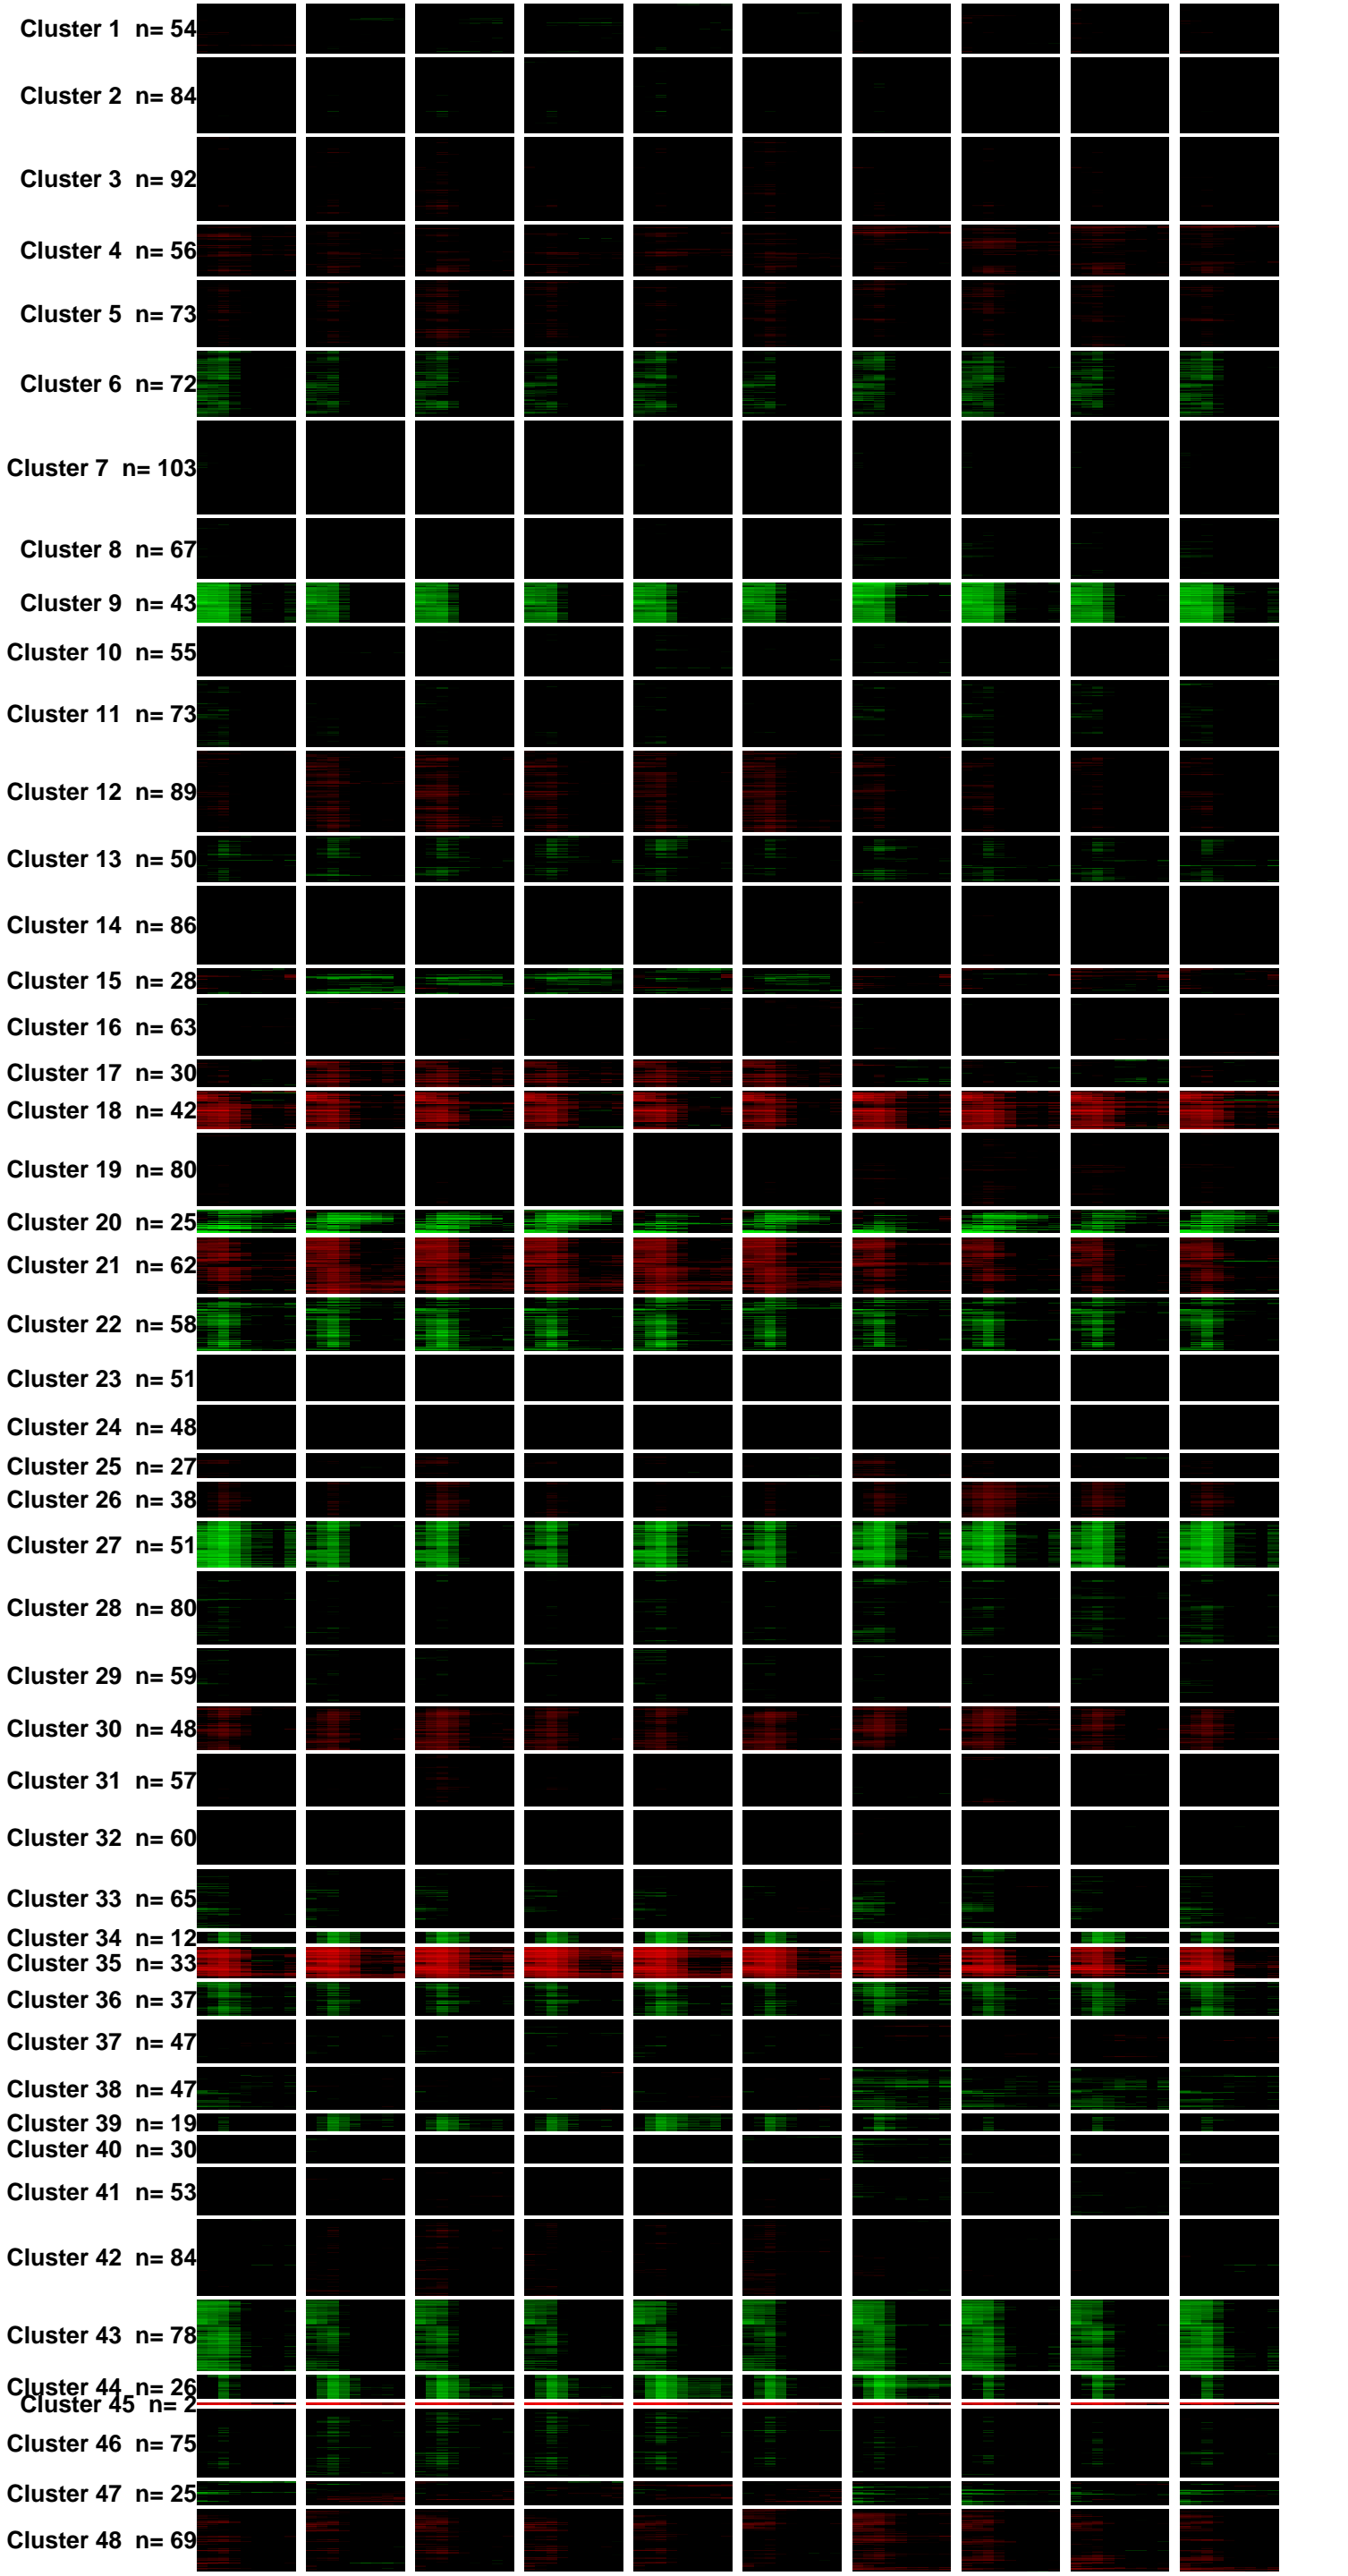 Cluster 1 n= 54
Cluster 2 n= 84
Cluster 3 n= 92
Cluster 4 n= 56
Cluster 5 n= 73
Cluster 6 n= 72
Cluster 7 n= 103
Cluster 8 n= 67
Cluster 9 n= 43
Cluster 10 n= 55
Cluster 11 n= 73
Cluster 12 n= 89
Cluster 13 n= 50
Cluster 14 n= 86
Cluster 15 n= 28
Cluster 16 n= 63
Cluster 17 n= 30
Cluster 18 n= 42
Cluster 19 n= 80
Cluster 20 n= 25
Cluster 21 n= 62
Cluster 22 n= 58
Cluster 23 n= 51
Cluster 24 n= 48
Cluster 25 n= 27
Cluster 26 n= 38
Cluster 27 n= 51
Cluster 28 n= 80
Cluster 29 n= 59
Cluster 30 n= 48
Cluster 31 n= 57
Cluster 32 n= 60
Cluster 33 n= 65
Cluster 34 n= 12
Cluster 35 n= 33
Cluster 36 n= 37
Cluster 37 n= 47
Cluster 38 n= 47
Cluster 39 n= 19
Cluster 40 n= 30
Cluster 41 n= 53
Cluster 42 n= 84
Cluster 43 n= 78
Cluster 44 n= 26
Cluster 45 n= 2
Cluster 46 n= 75
Cluster 47 n= 25
Cluster 48 n= 69